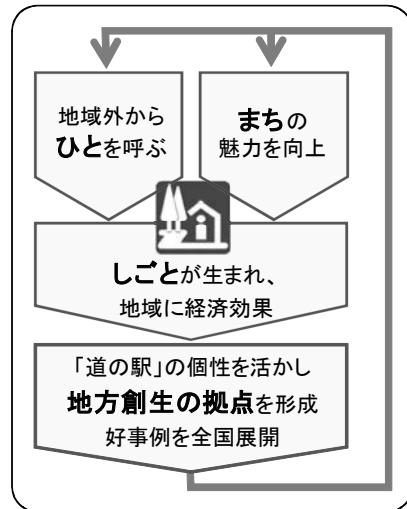 地域外から
ひとを呼ぶ
まちの
魅力を向上
しごとが生まれ、
地域に経済効果
「道の駅」の個性を活かし
地方創生の拠点を形成
好事例を全国展開